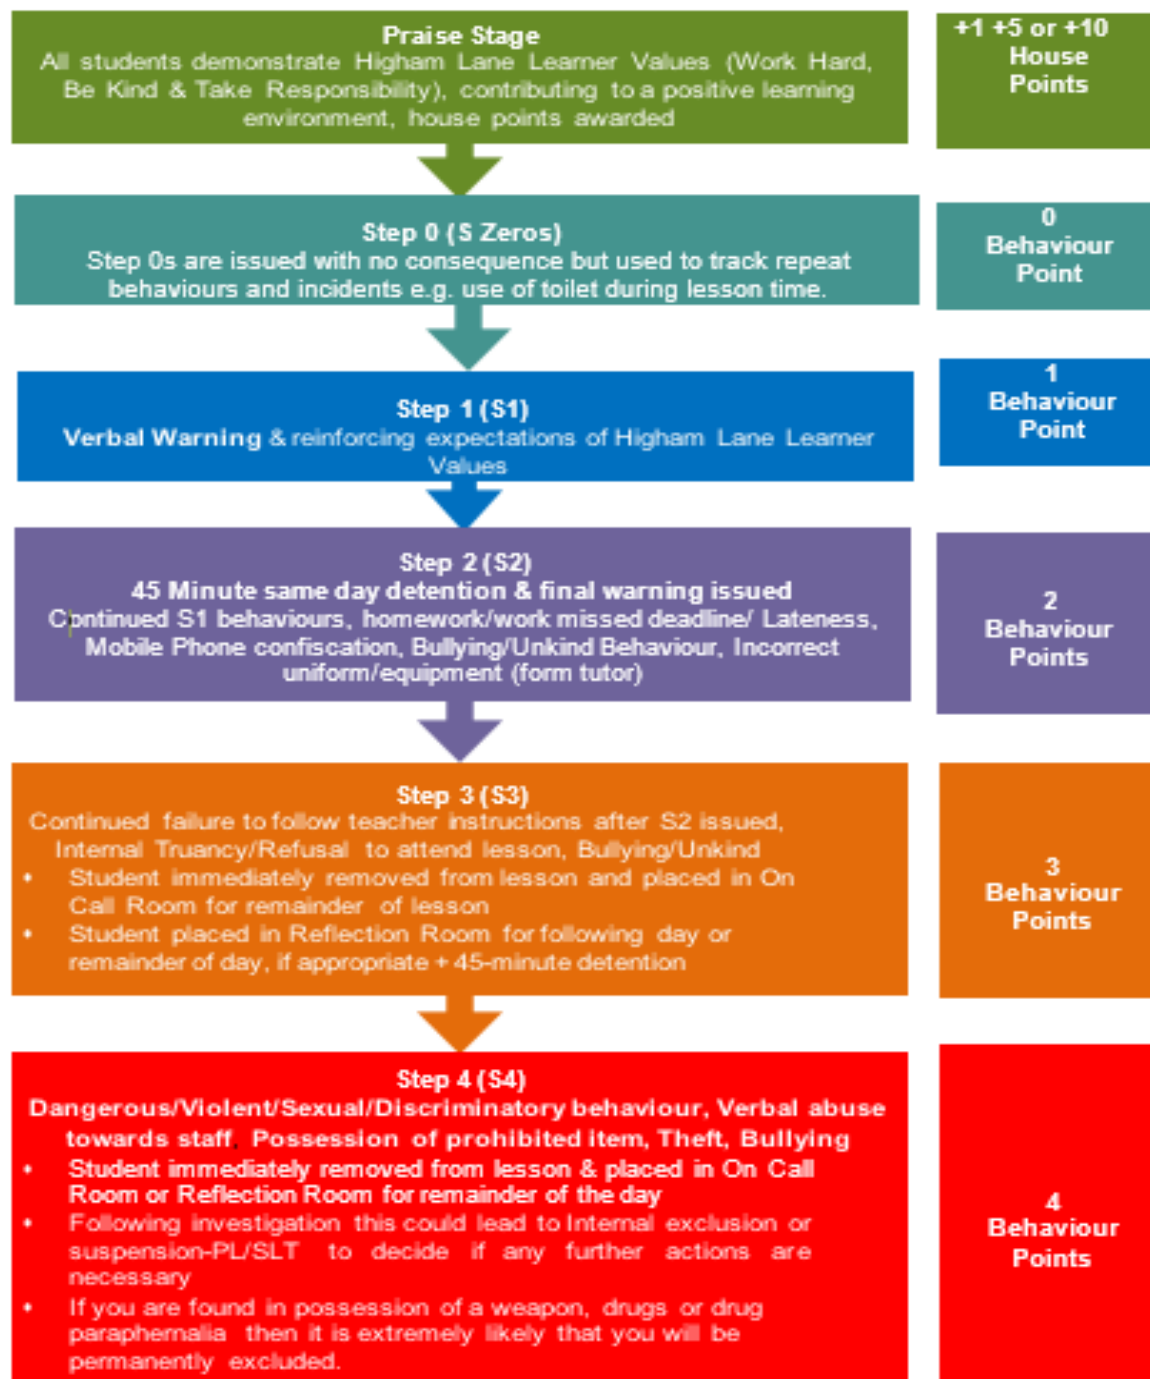 Praise Stage
All students demonstrate Higham Lane Learner Values (Work Hard,
Be Kind & Take Responsibility), contributing to a positive learning
environment, house points awarded
+1 +5 or +10
House
Points
Step 0 (S Zeros)
Step 0s are issued with no consequence but used to track repeat
behaviours and incidents e.g. use of toilet during lesson time.
0
Behaviour
Point
Step 1 (S1)
Verbal Warning & reinforcing expectations of Higham Lane Learner
Values
1
Behaviour
Point
Step 2 (S2)
45 Minute same day detention & final warning issued
Continued S1 behaviours, homework/work missed deadline/ Lateness,
Mobile Phone confiscation, Bullying/Unkind Behaviour, Incorrect
uniform/equipment (form tutor)
2
Behaviour
Points
Step 3 (S3)
Continued failure to follow teacher instructions after S2 issued,
Internal Truancy/Refusal to attend lesson, Bullying/Unkind
• Student immediately removed from lesson and placed in On
Call Room for remainder of lesson
• Student placed in Reflection Room for following day or
remainder of day, if appropriate + 45-minute detention
3
Behaviour
Points
Step 4 (S4)
Dangerous/Violent/Sexual/Discriminatory behaviour, Verbal abuse
towards staff, Possession of prohibited item, Theft, Bullying
• Student immediately removed from lesson & placed in On Call
Room or Reflection Room for remainder of the day
• Following investigation this could lead to Internal exclusion or
suspension-PL/SLT to decide if any further actions are
necessary
• If you are found in possession of a weapon, drugs or drug
paraphernalia then it is extremely likely that you will be
permanently excluded.
4
Behaviour
Points